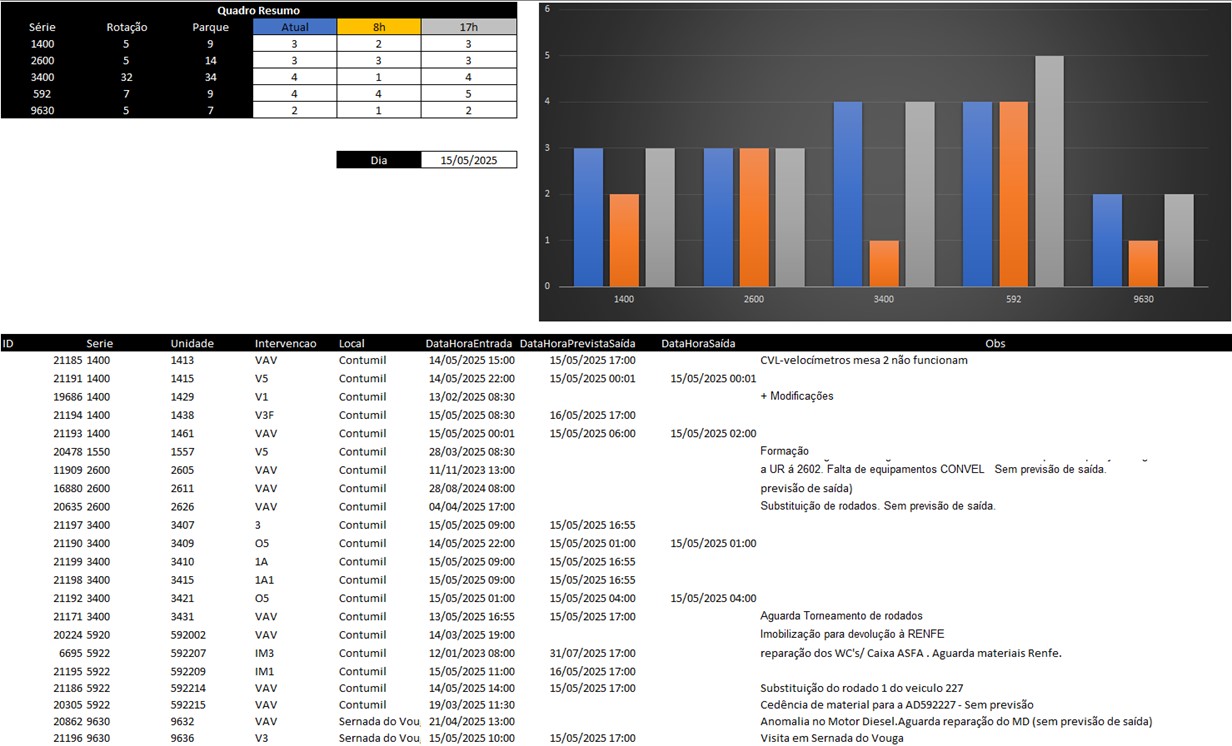 Quadro Resumo
Série Rotação Parque Atual 8h 17h
1400 5 9 3 2 3
2600 5 14 3 3 3
3400 32 34 4 1 4
592 7 9 4 4 5
9630 5 7 2 1 2
Dia 15/05/2025
6
5
4
3
2
1
0
1400 2600 3400 592 9630
ID Serie Unidade Intervencao Local DataHoraEntrada DataHoraPrevistaSaída DataHoraSaída Obs
21185 1400 1413 VAV Contumil 14/05/2025 15:00 15/05/2025 17:00 CVL-velocímetros mesa 2 não funcionam
21191 1400 1415 V5 Contumil 14/05/2025 22:00 15/05/2025 00:01 15/05/2025 00:01
19686 1400 1429 V1 Contumil 13/02/2025 08:30 + Modificações
21194 1400 1438 V3F Contumil 15/05/2025 08:30 16/05/2025 17:00
21193 1400 1461 VAV Contumil 15/05/2025 00:01 15/05/2025 06:00 15/05/2025 02:00
20478 1550 1557 V5 Contumil 28/03/2025 08:30 Formação
11909 2600 2605 VAV Contumil 11/11/2023 13:00 a UR á 2602. Falta de equipamentos CONVEL Sem previsão de saída.
16880 2600 2611 VAV Contumil 28/08/2024 08:00 previsão de saída)
20635 2600 2626 VAV Contumil 04/04/2025 17:00 Substituição de rodados. Sem previsão de saída.
21197 3400 3407 3 Contumil 15/05/2025 09:00 15/05/2025 16:55
21190 3400 3409 O5 Contumil 14/05/2025 22:00 15/05/2025 01:00 15/05/2025 01:00
21199 3400 3410 1A Contumil 15/05/2025 09:00 15/05/2025 16:55
21198 3400 3415 1A1 Contumil 15/05/2025 09:00 15/05/2025 16:55
21192 3400 3421 O5 Contumil 15/05/2025 01:00 15/05/2025 04:00 15/05/2025 04:00
21171 3400 3431 VAV Contumil 13/05/2025 16:55 15/05/2025 17:00 Aguarda Torneamento de rodados
20224 5920 592002 VAV Contumil 14/03/2025 19:00 Imobilização para devolução à RENFE
6695 5922 592207 IM3 Contumil 12/01/2023 08:00 31/07/2025 17:00 reparação dos WC's/ Caixa ASFA . Aguarda materiais Renfe.
21195 5922 592209 IM1 Contumil 15/05/2025 11:00 16/05/2025 17:00
21186 5922 592214 VAV Contumil 14/05/2025 14:00 15/05/2025 17:00 Substituição do rodado 1 do veiculo 227
20305 5922 592215 VAV Contumil 19/03/2025 11:30 Cedência de material para a AD592227 - Sem previsão
20862 9630 9632 VAV Sernada do Voug 21/04/2025 13:00 Anomalia no Motor Diesel.Aguarda reparação do MD (sem previsão de saída)
21196 9630 9636 V3 Sernada do Voug 15/05/2025 10:00 15/05/2025 17:00 Visita em Sernada do Vouga